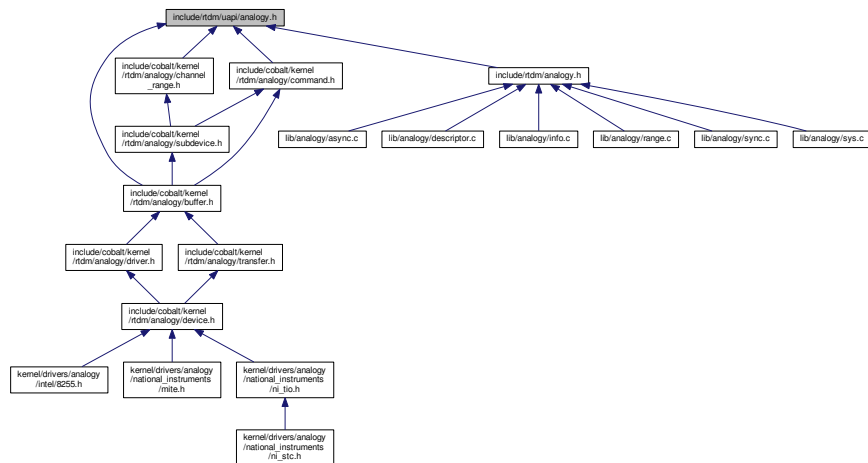 include/rtdm/uapi/analogy.h
include/cobalt/kernel
/rtdm/analogy/channel
_range.h
include/cobalt/kernel
/rtdm/analogy/command.h
include/rtdm/analogy.h
include/cobalt/kernel
/rtdm/analogy/subdevice.h
lib/analogy/async.c
lib/analogy/descriptor.c
lib/analogy/info.c
lib/analogy/range.c
lib/analogy/sync.c
lib/analogy/sys.c
include/cobalt/kernel
/rtdm/analogy/buffer.h
include/cobalt/kernel
/rtdm/analogy/driver.h
include/cobalt/kernel
/rtdm/analogy/transfer.h
include/cobalt/kernel
/rtdm/analogy/device.h
kernel/drivers/analogy
/intel/8255.h
kernel/drivers/analogy
/national_instruments
/mite.h
kernel/drivers/analogy
/national_instruments
/ni_tio.h
kernel/drivers/analogy
/national_instruments
/ni_stc.h